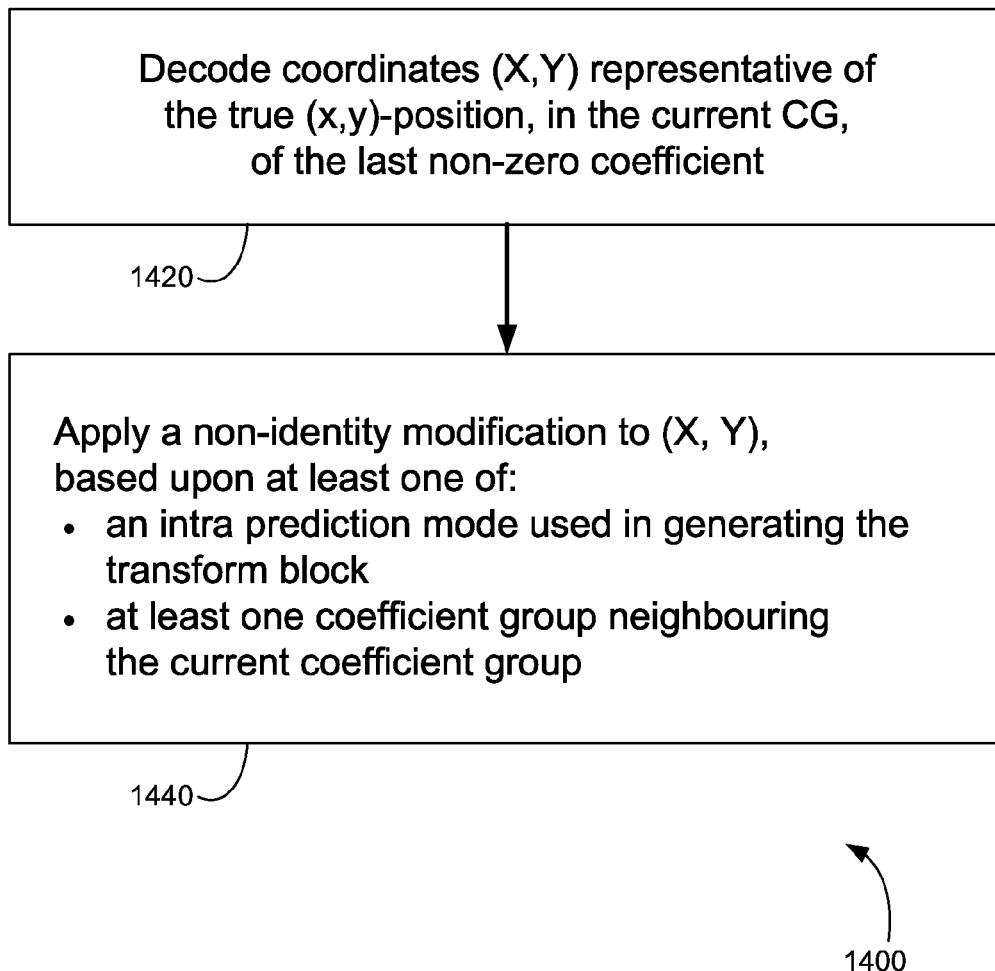 Decode coordinates (X,Y) representative of
the true (x,y)-position, in the current CG,
of the last non-zero coefficient
1420
Apply a non-identity modification to (X, Y),
based upon at least one of:
• an intra prediction mode used in generating the
transform block
• at least one coefficient group neighbouring
the current coefficient group
1440
1400